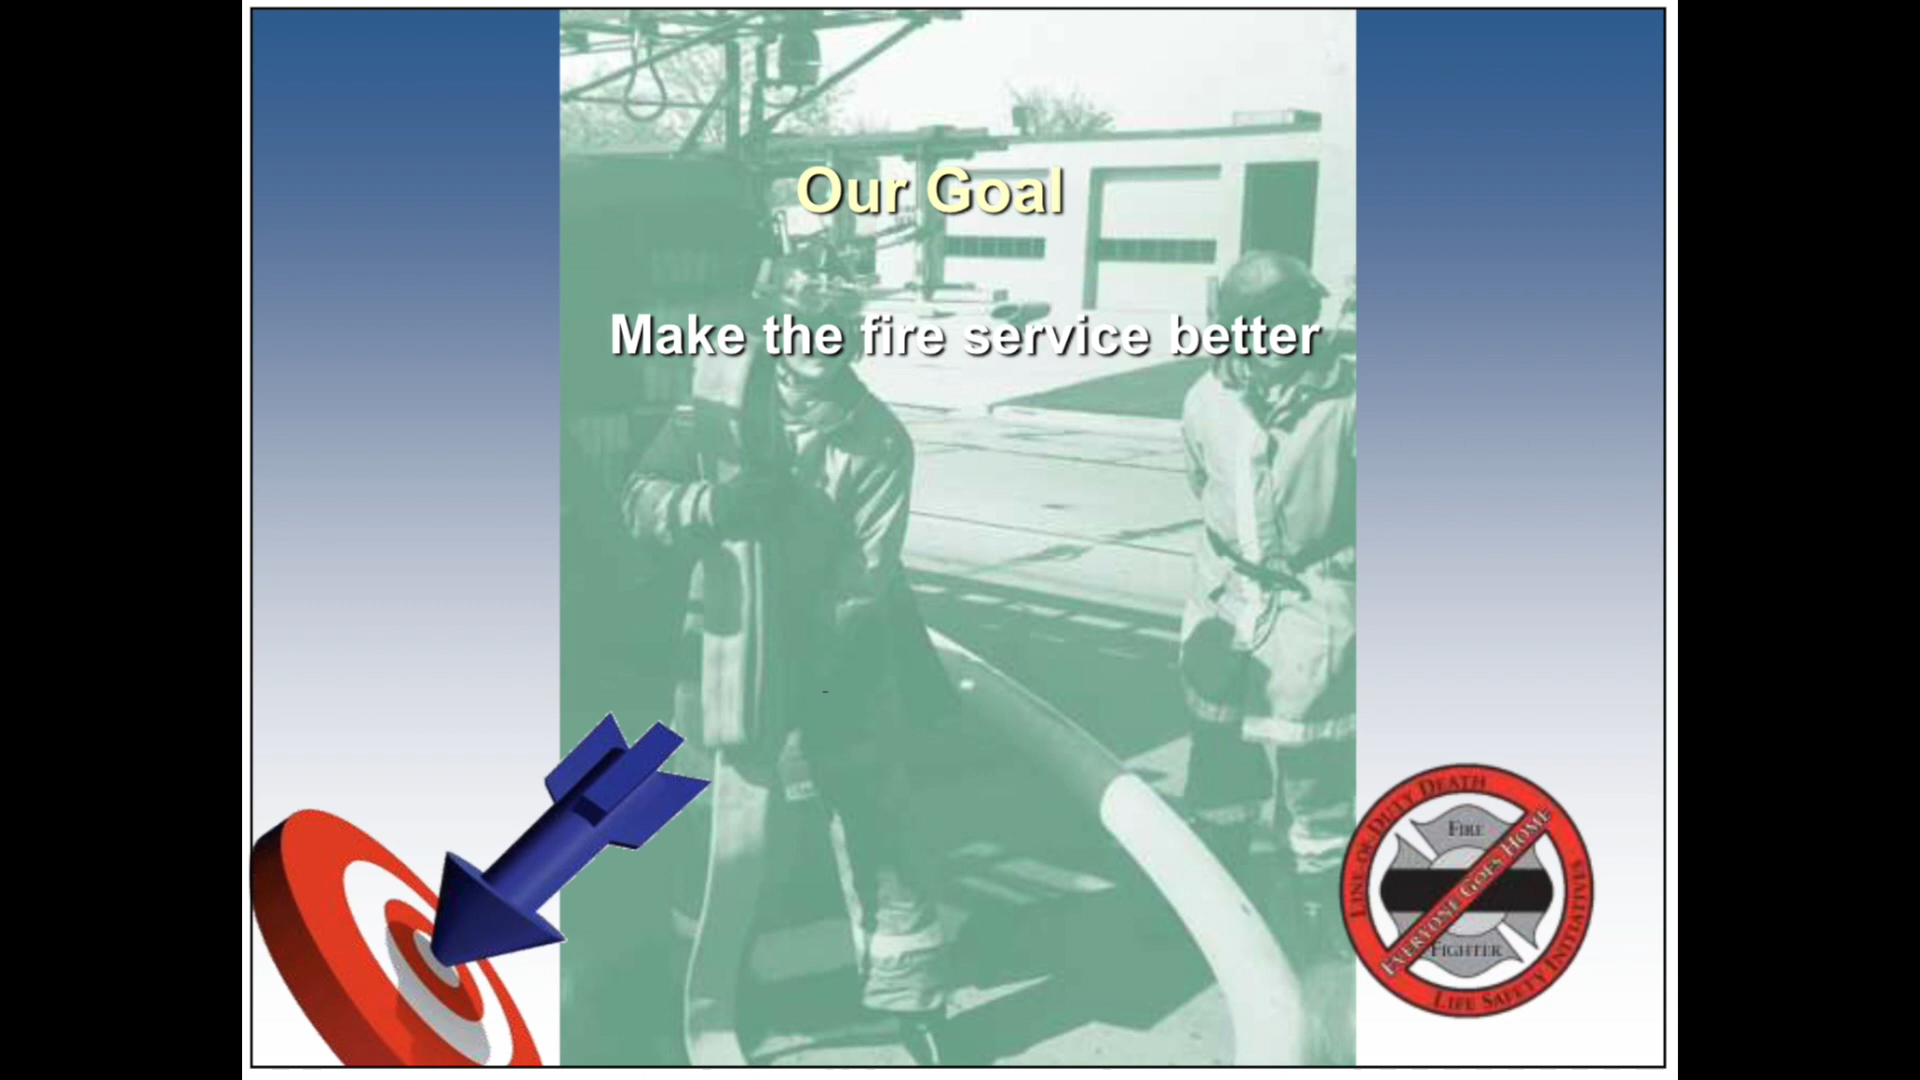 Our Goal
Make the fire service better
-
LINE OF DUTY DEATH
FIRE
EVERYONE GOES HOME
FIGHTER
LIFE SAFETY INITIATIVES